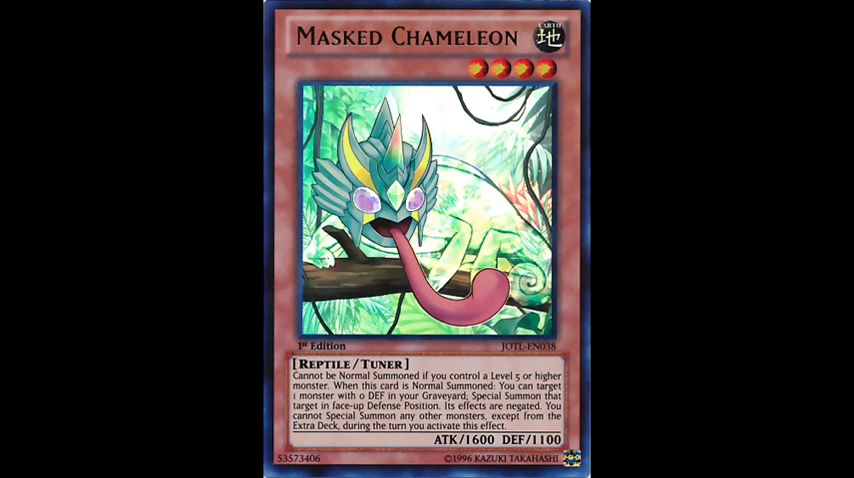 MASKED CHAMELEON
EARTH
地
1st Edition
JOTL-EN038
[REPTILE/TUNER]
Cannot be Normal Summoned if you control a Level 5 or higher
monster. When this card is Normal Summoned: You can target
1 monster with 0 DEF in your Graveyard; Special Summon that
target in face-up Defense Position. Its effects are negated. You
cannot Special Summon any other monsters, except from the
Extra Deck, during the turn you activate this effect.
ATK/1600 DEF/1100
53573406
©1996 KAZUKI TAKAHASHI